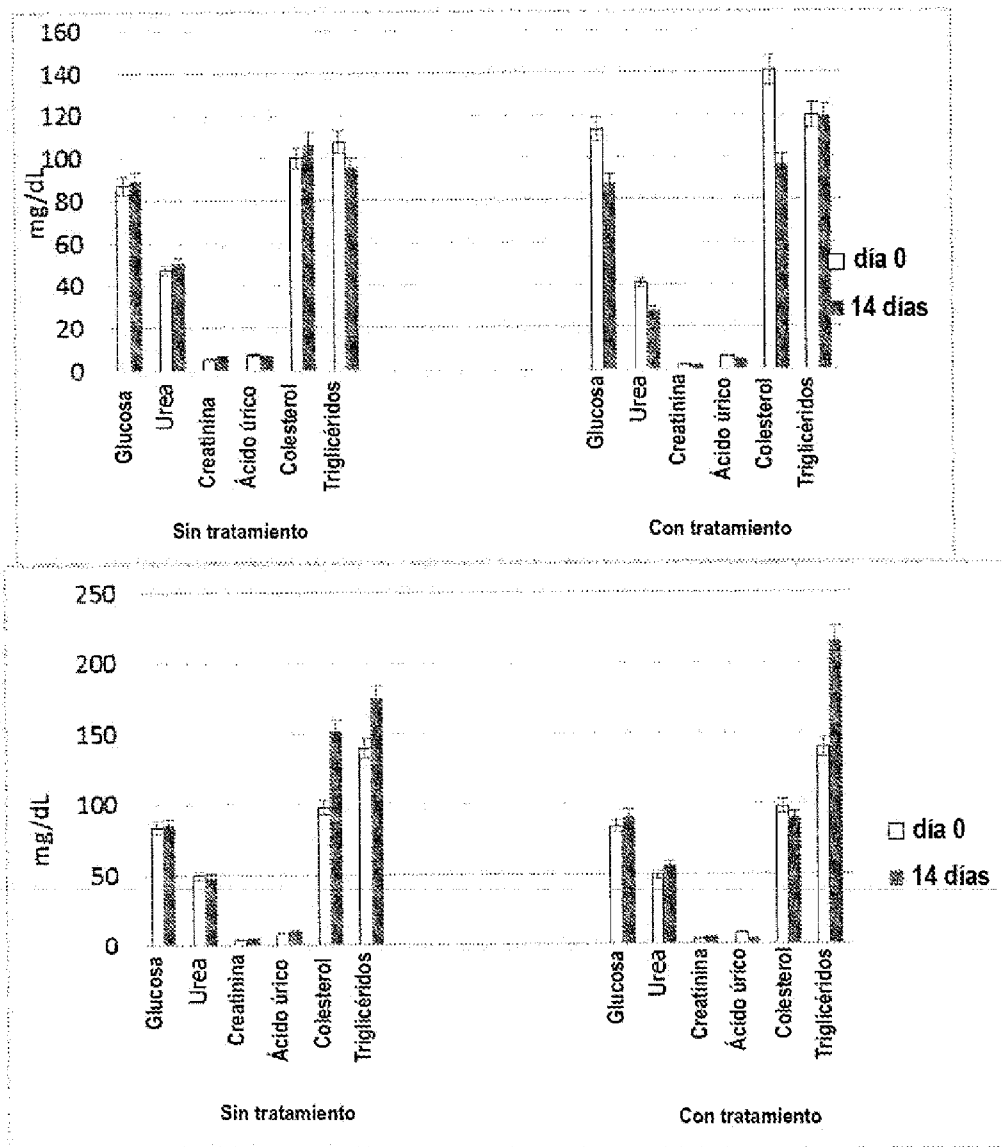 160
140
120
100
80
60
40
20
0
mg/dL
Glucosa
Urea
Creatinina
Ácido úrico
Colesterol
Triglicéridos
Sin tratamiento
Glucosa
Urea
Creatinina
Ácido úrico
Colesterol
Triglicéridos
Con tratamiento
día 0
14 días
250
200
150
100
50
0
mg/dL
Glucosa
Urea
Creatinina
Ácido úrico
Colesterol
Triglicéridos
Sin tratamiento
Glucosa
Urea
Creatinina
Ácido úrico
Colesterol
Triglicéridos
Con tratamiento
día 0
14 días